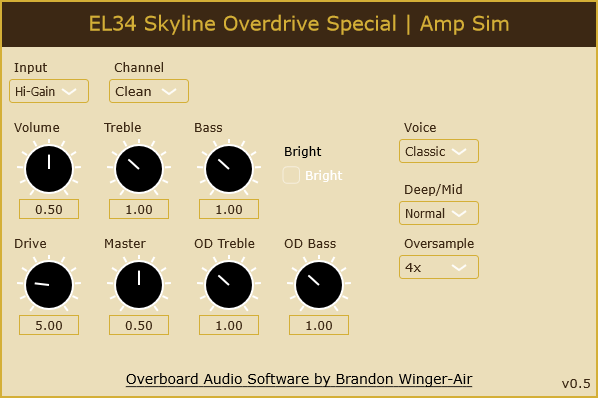 EL34 Skyline Overdrive Special | Amp Sim
Input
Channel
Hi-Gain
Clean
Volume
Treble
Bass
Voice
Bright
Classic
Bright
Deep/Mid
0.50
1.00
1.00
Normal
Drive
Master
OD Treble
OD Bass
Oversample
4x
5.00
0.50
1.00
1.00
Overboard Audio Software by Brandon Winger-Air
v0.5